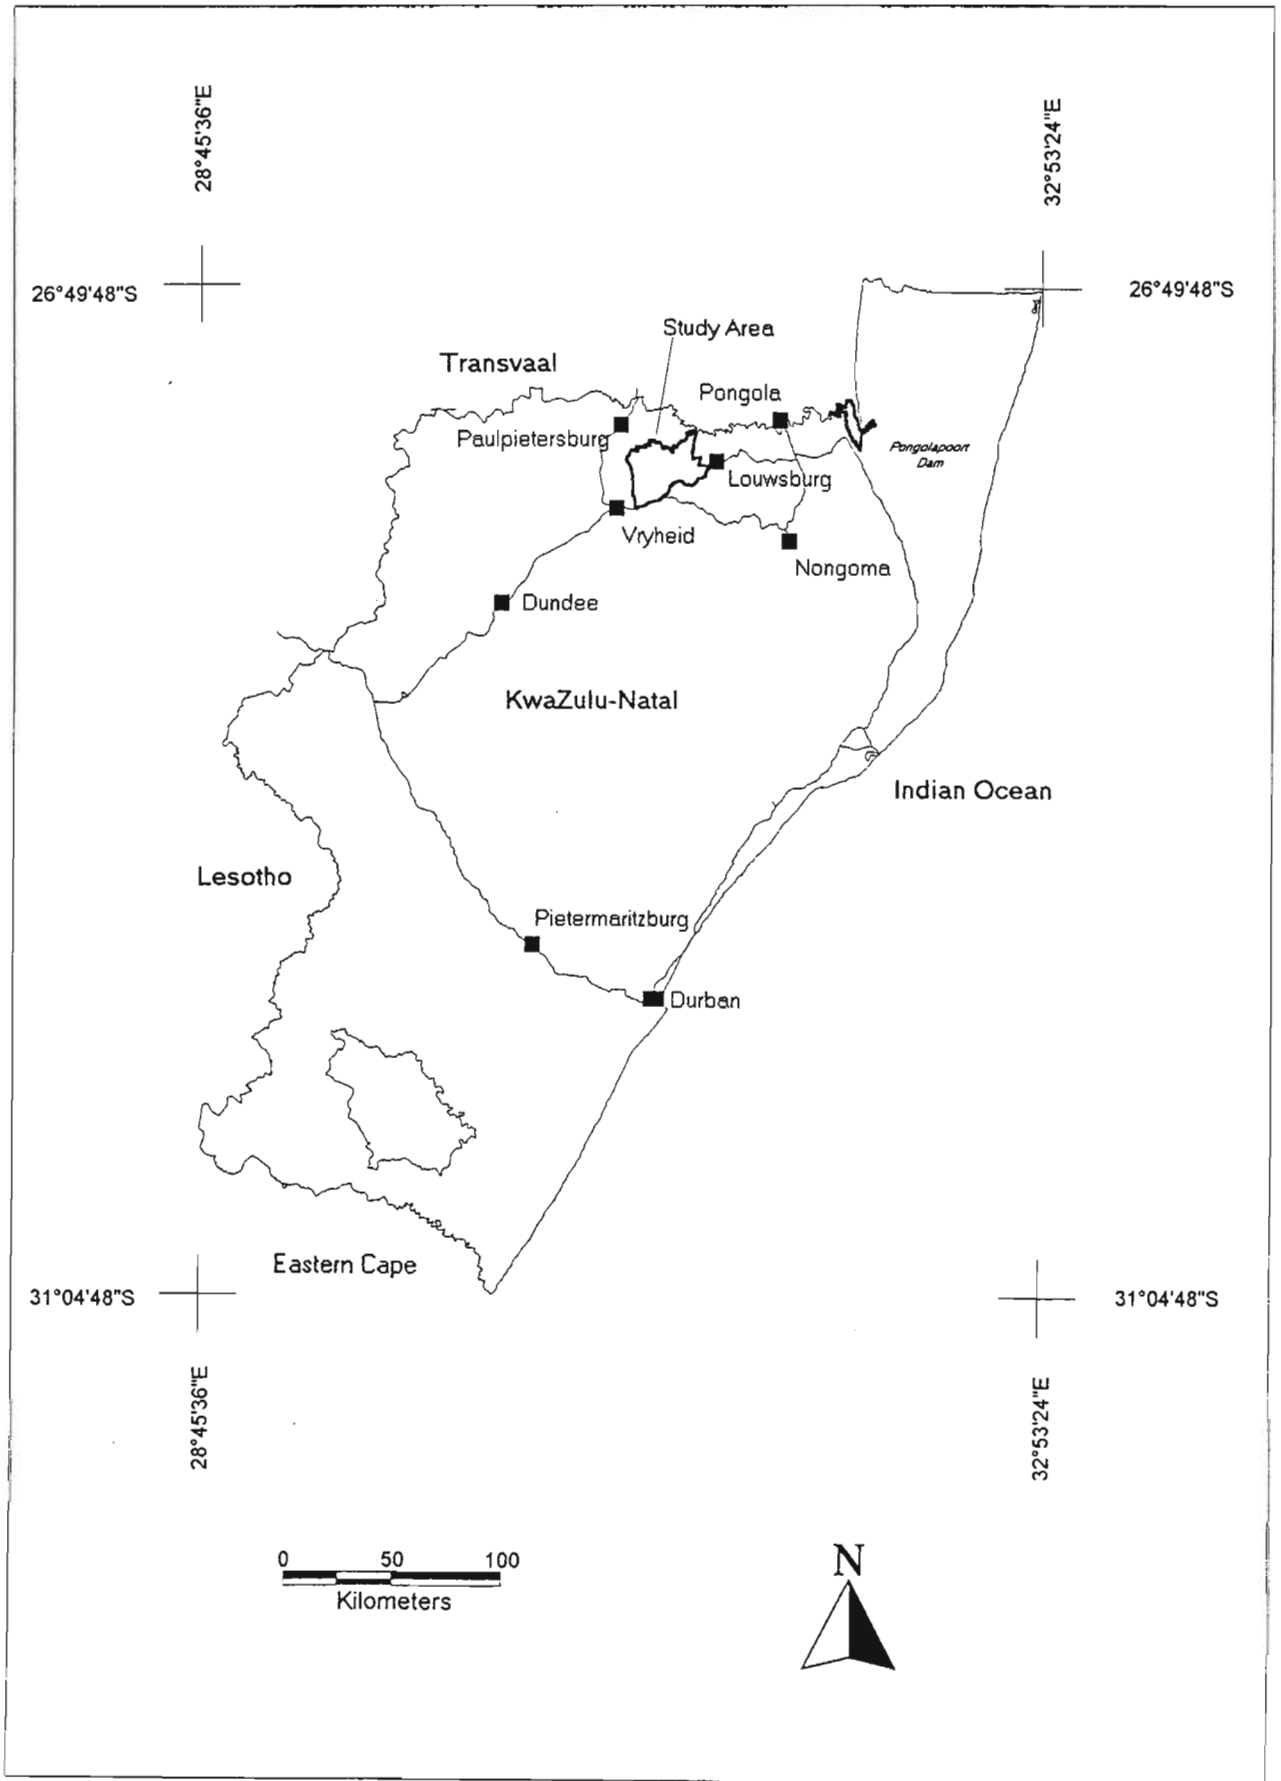 28°45'36"E
32°53'24"E
26°49'48"S
26°49'48"S
Study Area
Transvaal
Pongola
Paulpietersburg
Pongolapoort
Dam
Louwsburg
Vryheid
Nongoma
Dundee
KwaZulu-Natal
Indian Ocean
Lesotho
Pietermaritzburg
Durban
Eastern Cape
31°04'48"S
31°04'48"S
28°45'36"E
32°53'24"E
0 50 100
Kilometers
N